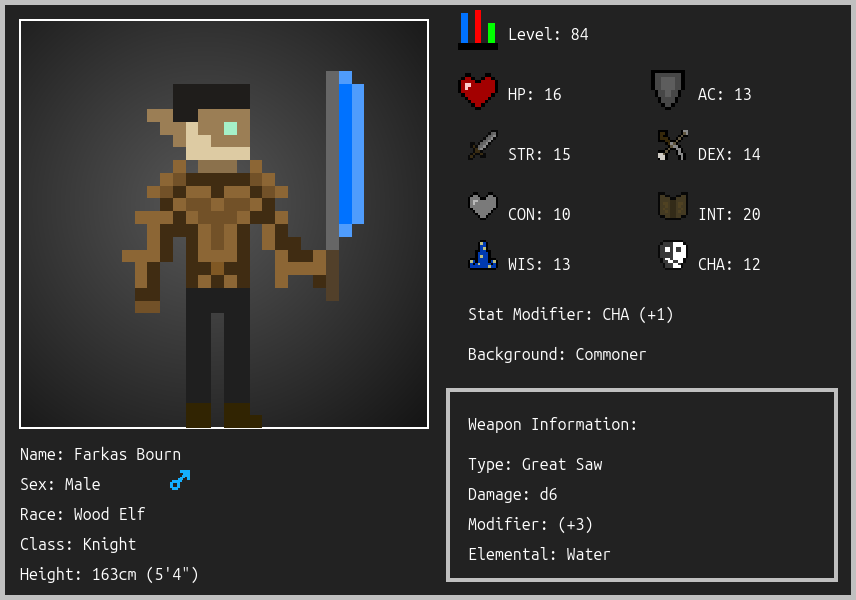 Level: 84
HP: 16
AC: 13
STR: 15
DEX: 14
CON: 10
INT: 20
WIS: 13
CHA: 12
Stat Modifier: CHA (+1)
Background: Commoner
Weapon Information:
Type: Great Saw
Damage: d6
Modifier: (+3)
Elemental: Water
Name: Farkas Bourn
Sex: Male
Race: Wood Elf
Class: Knight
Height: 163cm (5'4")